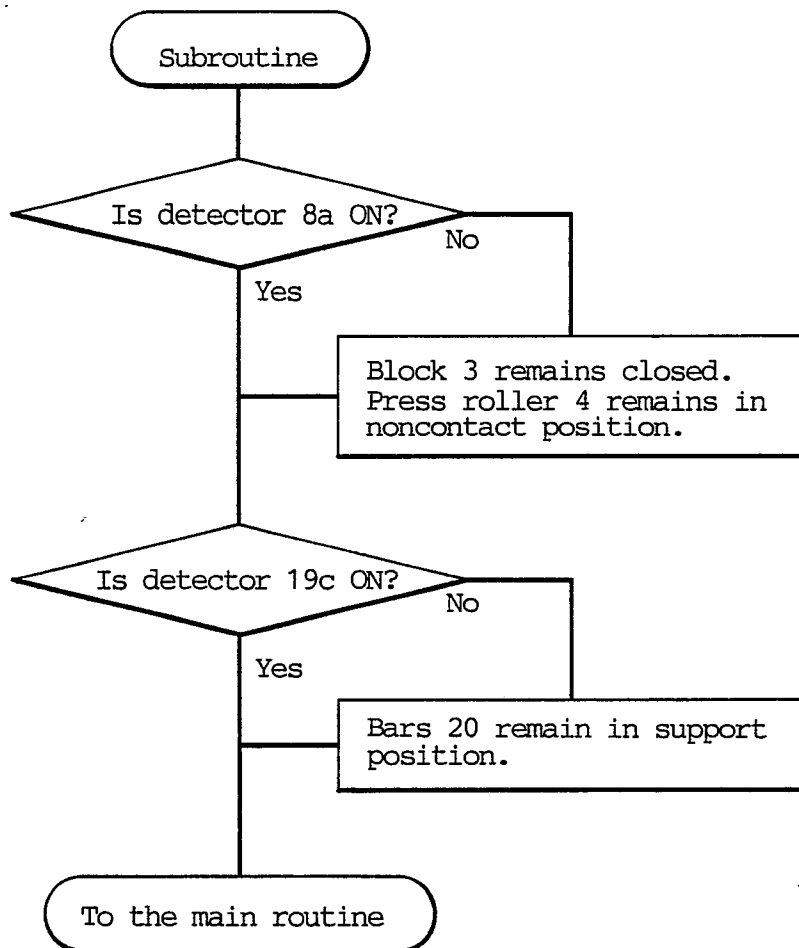 Subroutine
Is detector 8a ON?
No
Yes
Block 3 remains closed.
Press roller 4 remains in
noncontact position.
Is detector 19c ON?
No
Yes
Bars 20 remain in support
position.
To the main routine